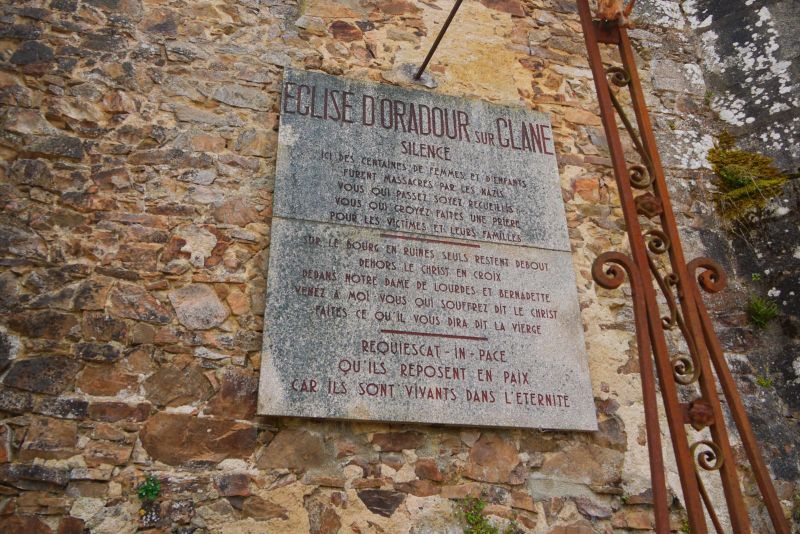 EGLISE D'ORADOUR SUR GLANE
SILENCE
ICI DES CENTAINES DE FEMMES ET D'ENFANTS
FURENT MASSACRES PAR LES NAZIS
VOUS QUI PASSEZ SOYEZ RECUEILLIS!
VOUS QUI CROYEZ FAITES UNE PRIERE
POUR LES VICTIMES ET LEURS FAMILLES
SUR LE BOURG EN RUINES SEULS RESTENT DEBOUT
DEHORS LE CHRIST EN CROIX
DEDANS NOTRE DAME DE LOURDES ET BERNADETTE
VENEZ A MOI VOUS QUI SOUFFREZ DIT LE CHRIST
FAITES CE QU'IL VOUS DIRA DIT LA VIERGE
REQUIESCAT-IN-PACE
QU'ILS REPOSENT EN PAIX
CAR ILS SONT VIVANTS DANS L'ETERNITE